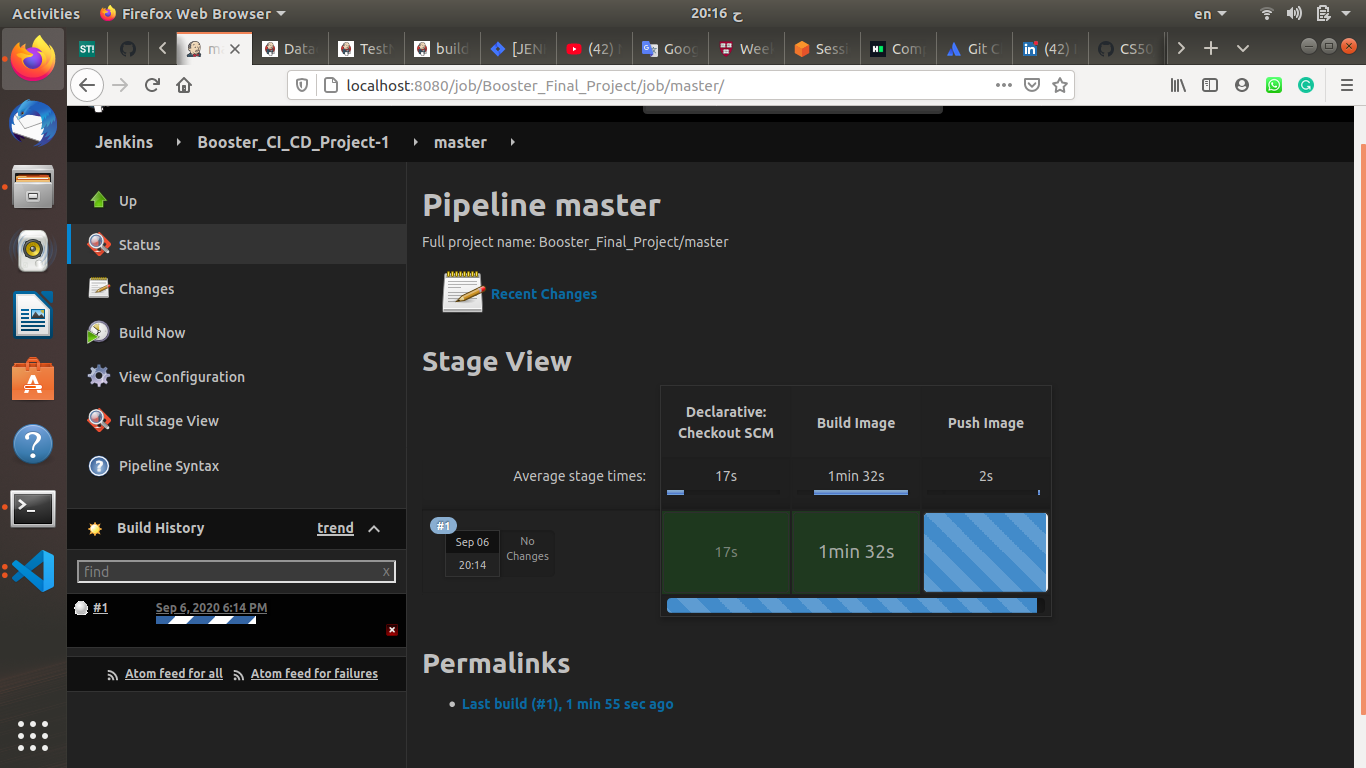 Activities
Firefox Web Browser
20:16 ح
en
ST!
ma
Data
Testi
build
[JEN
(42)
Goog
Week
Sessi
Comp
Git C
(42)
CS50
localhost:8080/job/Booster_Final_Project/job/master/
Jenkins
Booster_CI_CD_Project-1
master
Up
Status
Changes
Build Now
View Configuration
Full Stage View
Pipeline Syntax
Build History
trend
find
x
#1
Sep 6, 2020 6:14 PM
Atom feed for all
Atom feed for failures
Pipeline master
Full project name: Booster_Final_Project/master
Recent Changes
Stage View
Declarative:
Checkout SCM
Build Image
Push Image
Average stage times:
17s
1min 32s
2s
#1
Sep 06
20:14
No
Changes
17s
1min 32s
Permalinks
Last build (#1), 1 min 55 sec ago